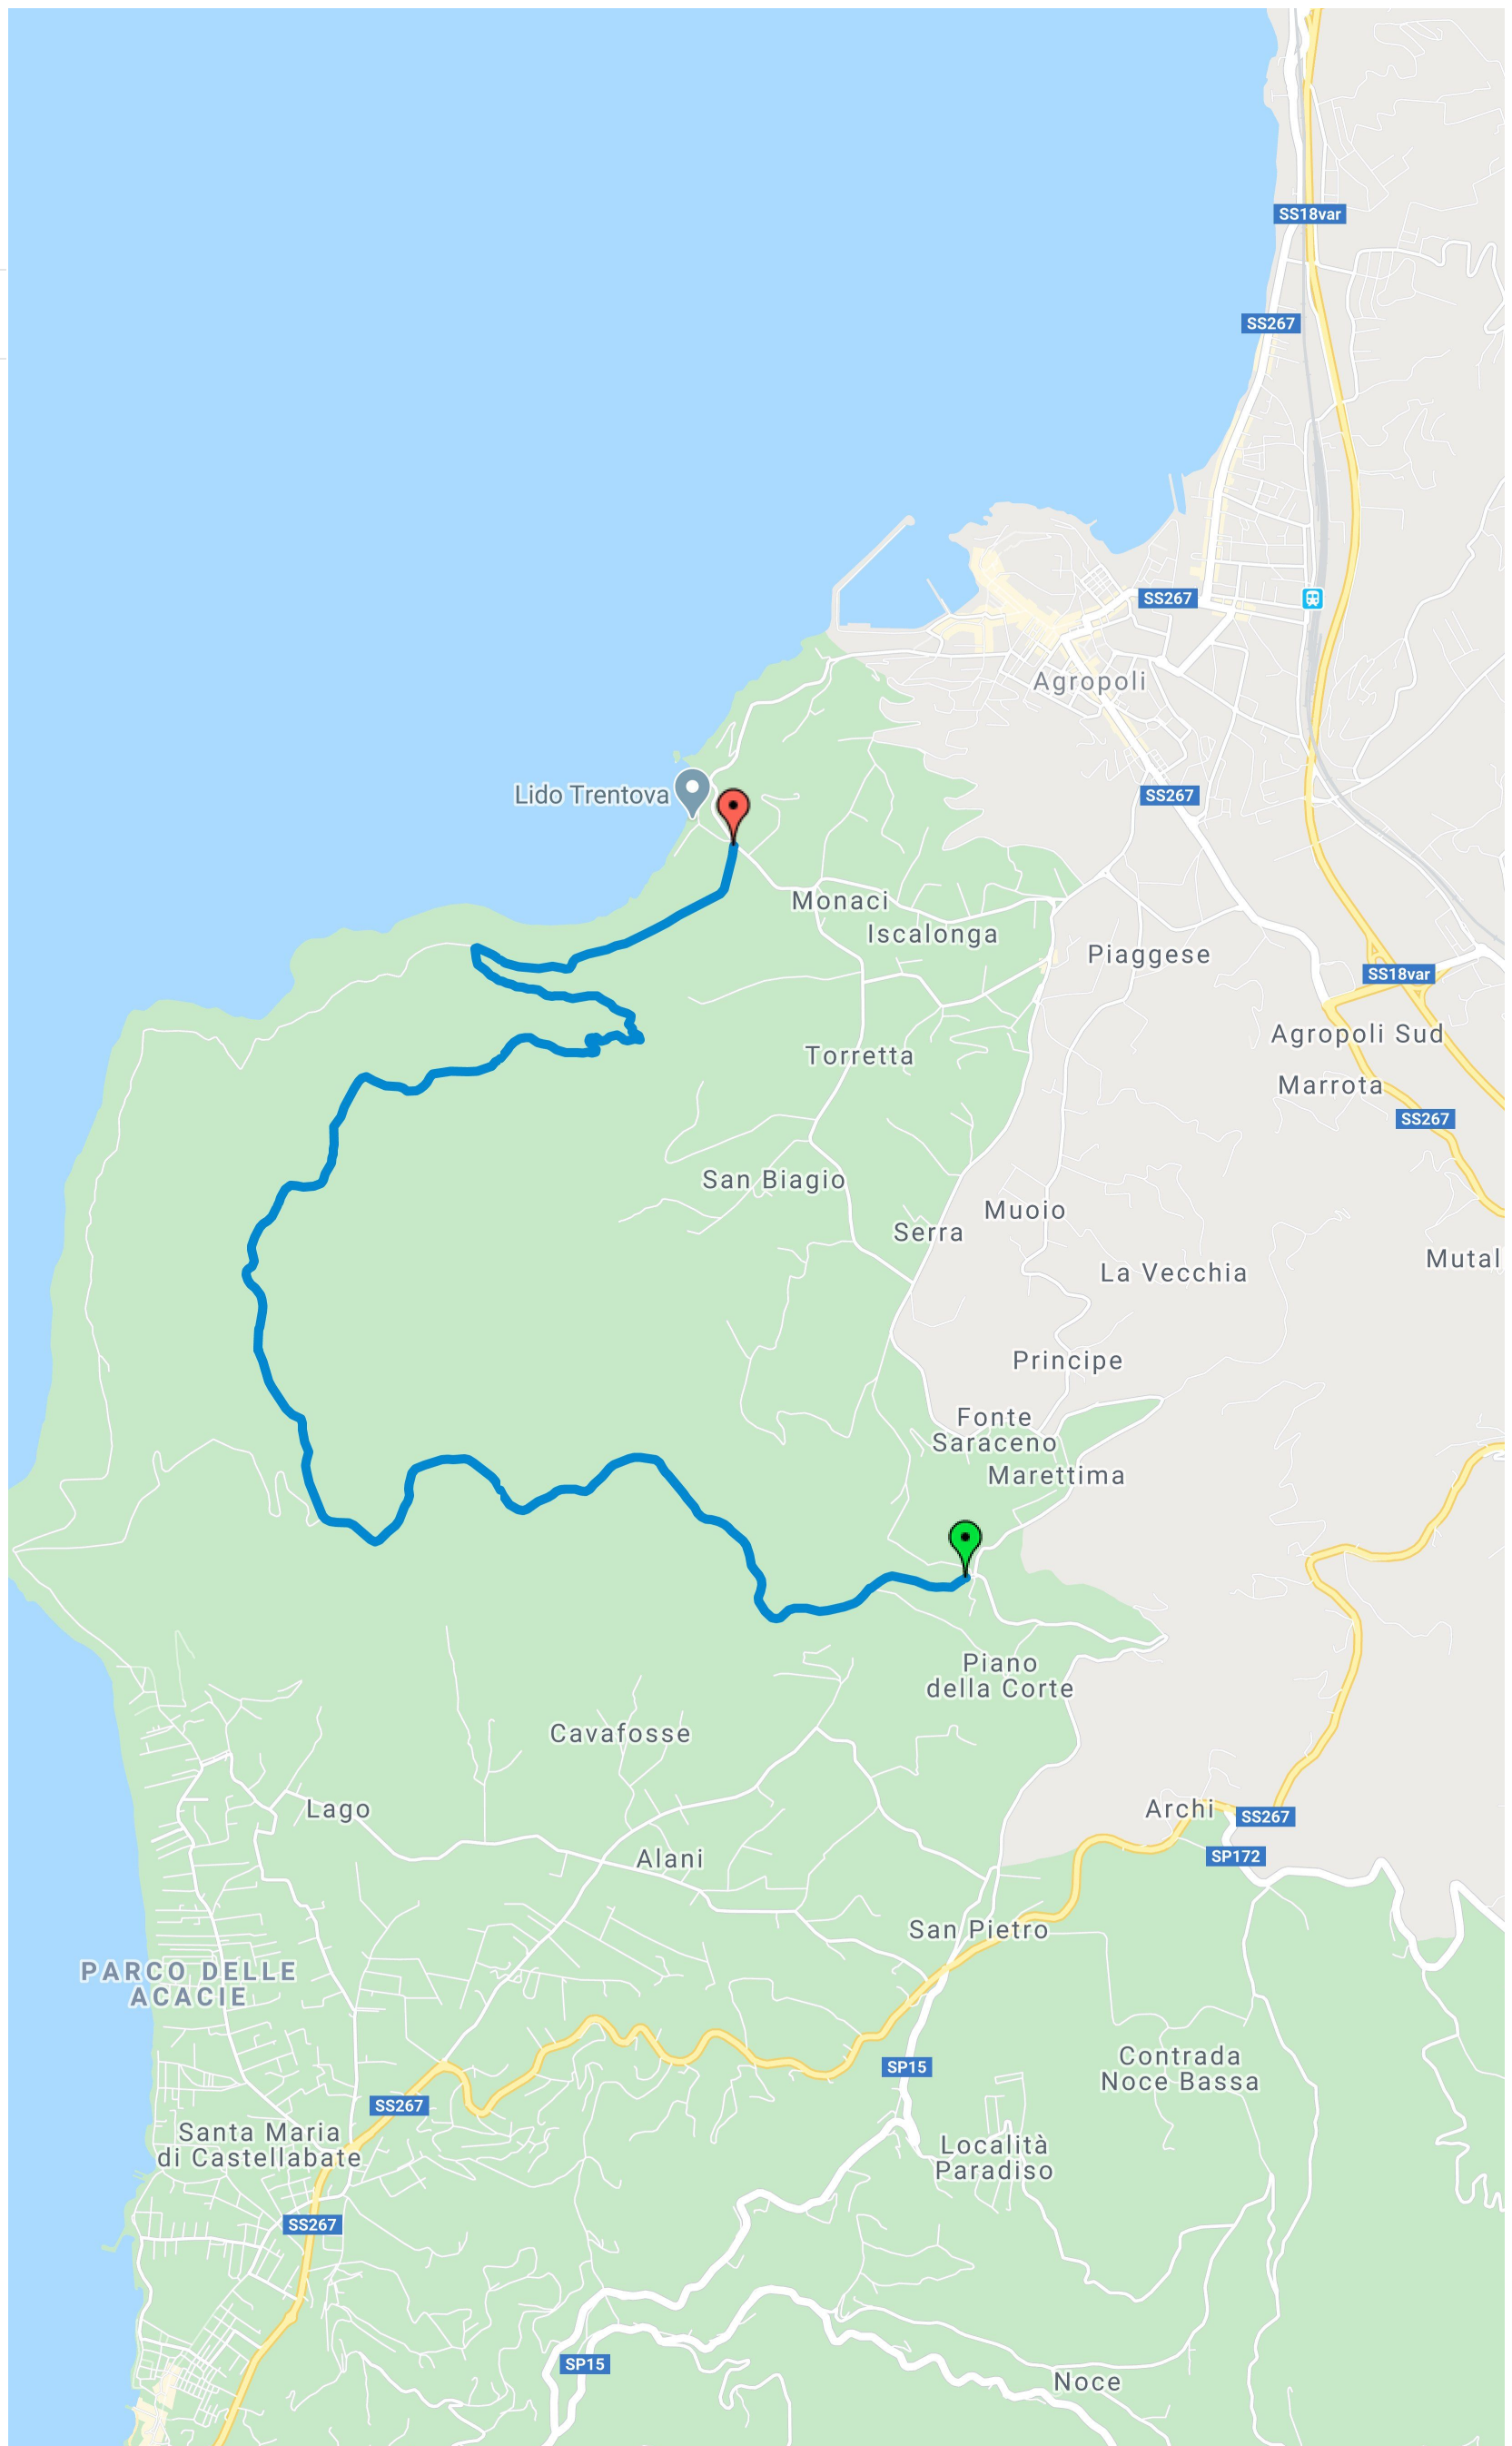 SS18var
SS267
SS267
Agropoli
Lido Trentova
SS267
Monaci
Iscalonga
Piaggese
SS18var
Agropoli Sud
Torretta
Marrota
SS267
San Biagio
Muoio
Serra
Mutal
La Vecchia
Principe
Fonte
Saraceno
Marettima
Piano
della Corte
Cavafosse
Lago
Archi
SS267
SP172
Alani
San Pietro
PARCO DELLE
ACACIE
SP15
Contrada
Noce Bassa
SS267
Santa Maria
di Castellabate
Località
Paradiso
SS267
SP15
Noce